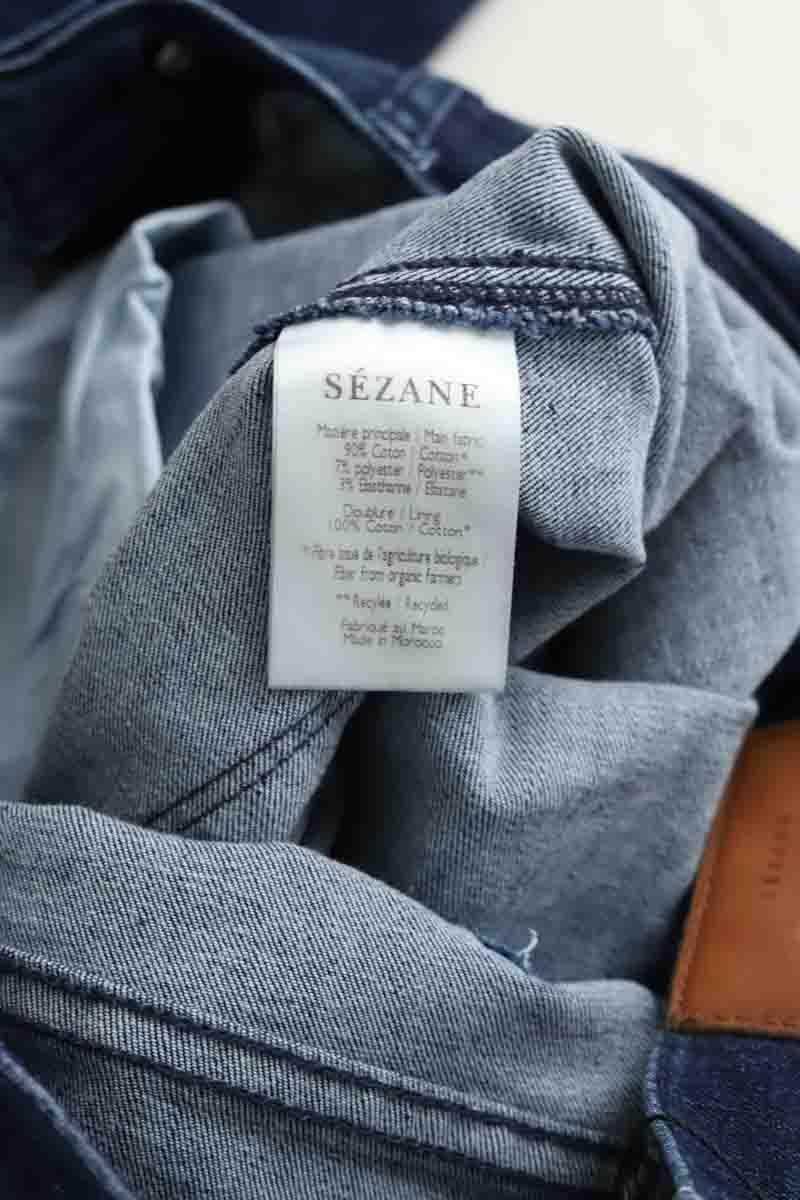 SÉZANE
Matière principale / Main fabric
90% Coton / Cotton*
7% polyester / Polyester**
3% Elasthanne / Elastane
Doublure / Lining
100% Coton / Cotton*
*Fibre issue de l'agriculture biologique /
Fiber from organic farmers
**Recylée / Recycled
Fabriqué au Maroc
Made in Morocco